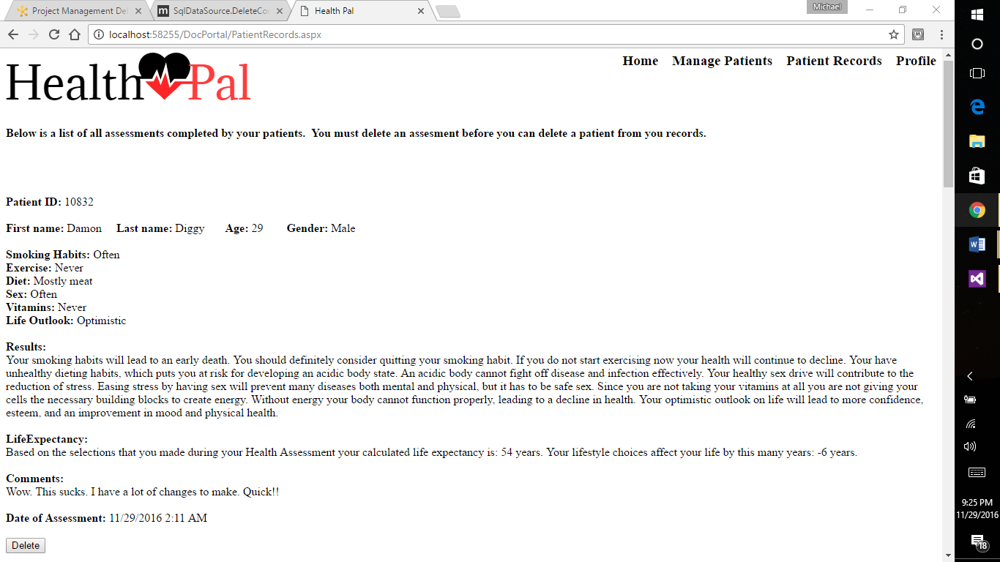 Project Management Del
SqlDataSource.DeleteCo
Health Pal
Michael
localhost:58255/DocPortal/PatientRecords.aspx
Health Pal
Home Manage Patients Patient Records Profile
Below is a list of all assessments completed by your patients. You must delete an assesment before you can delete a patient from you records.
Patient ID: 10832
First name: Damon Last name: Diggy Age: 29 Gender: Male
Smoking Habits: Often
Exercise: Never
Diet: Mostly meat
Sex: Often
Vitamins: Never
Life Outlook: Optimistic
Results:
Your smoking habits will lead to an early death. You should definitely consider quitting your smoking habit. If you do not start exercising now your health will continue to decline. Your have
unhealthy dieting habits, which puts you at risk for developing an acidic body state. An acidic body cannot fight off disease and infection effectively. Your healthy sex drive will contribute to the
reduction of stress. Easing stress by having sex will prevent many diseases both mental and physical, but it has to be safe sex. Since you are not taking your vitamins at all you are not giving your
cells the necessary building blocks to create energy. Without energy your body cannot function properly, leading to a decline in health. Your optimistic outlook on life will lead to more confidence,
esteem, and an improvement in mood and physical health.
LifeExpectancy:
Based on the selections that you made during your Health Assessment your calculated life expectancy is: 54 years. Your lifestyle choices affect your life by this many years: -6 years.
Comments:
Wow. This sucks. I have a lot of changes to make. Quick!!
Date of Assessment: 11/29/2016 2:11 AM
Delete
9:25 PM
11/29/2016
18